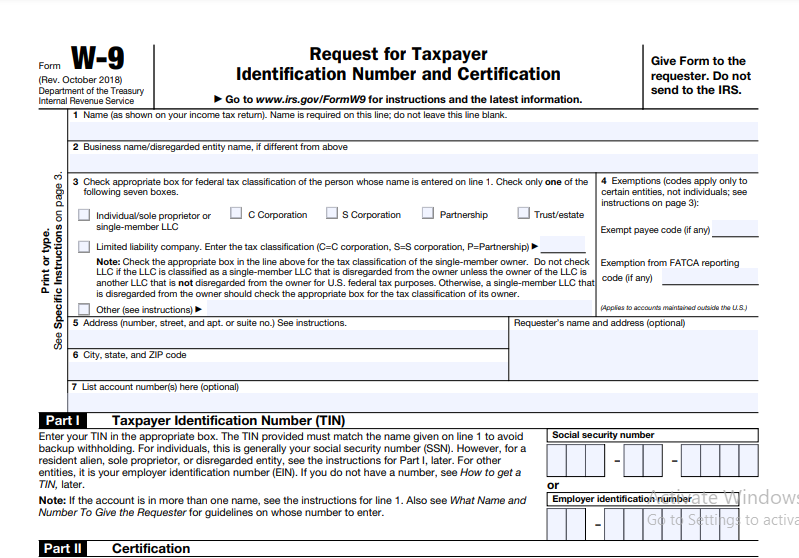 Form W-9
(Rev. October 2018)
Department of the Treasury
Internal Revenue Service
Request for Taxpayer
Identification Number and Certification
▶ Go to www.irs.gov/FormW9 for instructions and the latest information.
Give Form to the
requester. Do not
send to the IRS.
Print or type.
See Specific Instructions on page 3.
1 Name (as shown on your income tax return). Name is required on this line; do not leave this line blank.
2 Business name/disregarded entity name, if different from above
3 Check appropriate box for federal tax classification of the person whose name is entered on line 1. Check only one of the
following seven boxes.
Individual/sole proprietor or
single-member LLC
C Corporation
S Corporation
Partnership
Trust/estate
Limited liability company. Enter the tax classification (C=C corporation, S=S corporation, P=Partnership) ▶
Note: Check the appropriate box in the line above for the tax classification of the single-member owner. Do not check
LLC if the LLC is classified as a single-member LLC that is disregarded from the owner unless the owner of the LLC is
another LLC that is not disregarded from the owner for U.S. federal tax purposes. Otherwise, a single-member LLC that
is disregarded from the owner should check the appropriate box for the tax classification of its owner.
Other (see instructions) ▶
4 Exemptions (codes apply only to
certain entities, not individuals; see
instructions on page 3):
Exempt payee code (if any)
Exemption from FATCA reporting
code (if any)
(Applies to accounts maintained outside the U.S.)
5 Address (number, street, and apt. or suite no.) See instructions.
Requester's name and address (optional)
6 City, state, and ZIP code
7 List account number(s) here (optional)
Part I Taxpayer Identification Number (TIN)
Enter your TIN in the appropriate box. The TIN provided must match the name given on line 1 to avoid
backup withholding. For individuals, this is generally your social security number (SSN). However, for a
resident alien, sole proprietor, or disregarded entity, see the instructions for Part I, later. For other
entities, it is your employer identification number (EIN). If you do not have a number, see How to get a
TIN, later.
Note: If the account is in more than one name, see the instructions for line 1. Also see What Name and
Number To Give the Requester for guidelines on whose number to enter.
Social security number
– –
or
Employer identification number
–
Activate Windows
Go to Settings to activa
Part II Certification